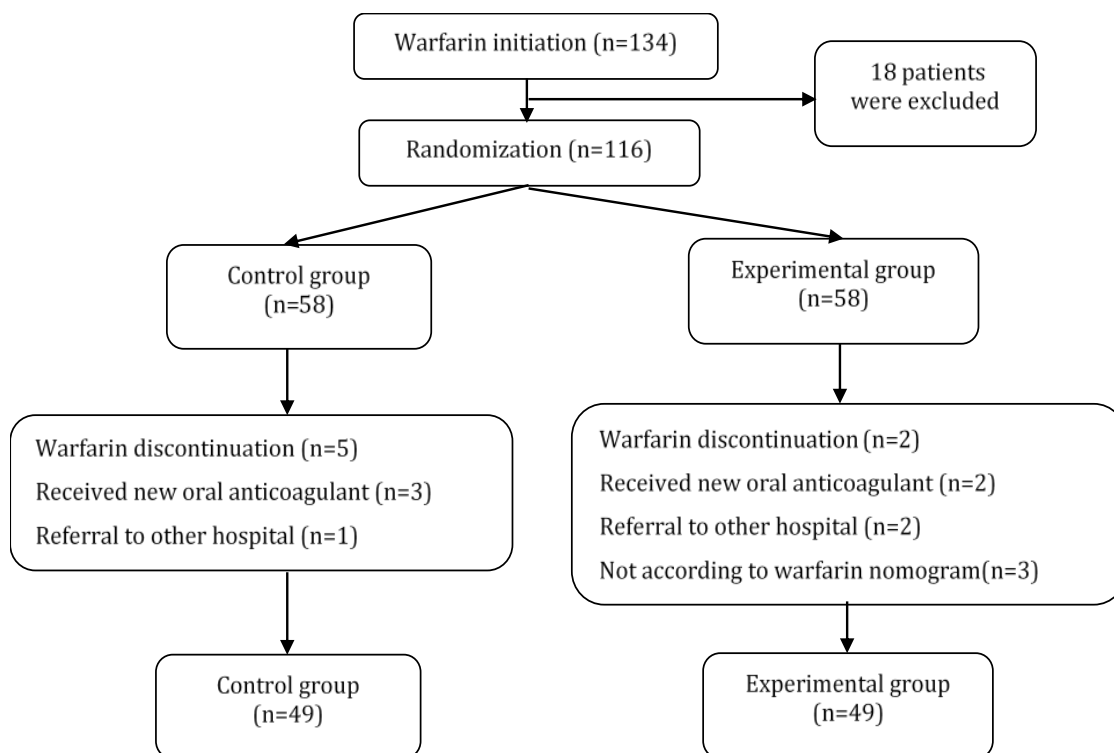 Warfarin initiation (n=134)
18 patients
were excluded
Randomization (n=116)
Control group
(n=58)
Experimental group
(n=58)
Warfarin discontinuation (n=5)
Received new oral anticoagulant (n=3)
Referral to other hospital (n=1)
Warfarin discontinuation (n=2)
Received new oral anticoagulant (n=2)
Referral to other hospital (n=2)
Not according to warfarin nomogram(n=3)
Control group
(n=49)
Experimental group
(n=49)